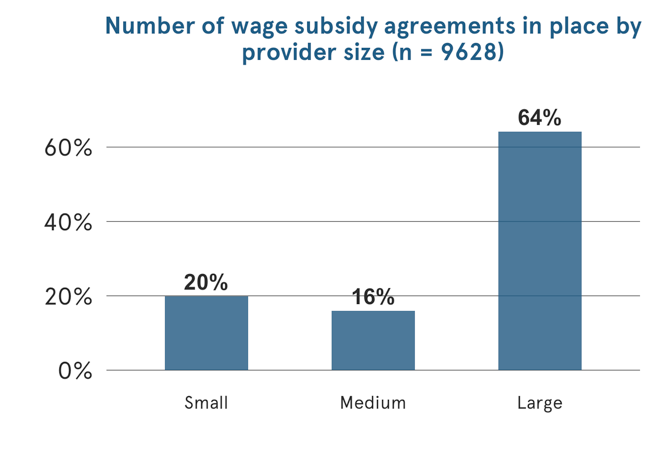 Number of wage subsidy agreements in place by
provider size (n = 9628)
64%
60%
40%
20%
20%
16%
0%
Small
Medium
Large